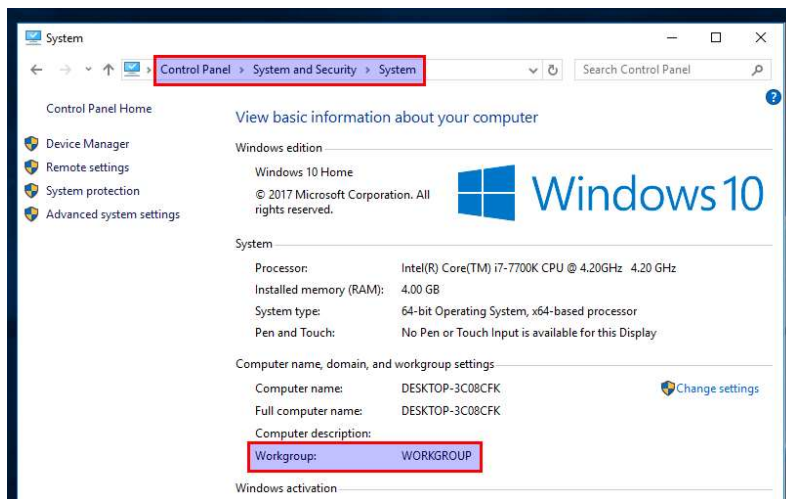 System
Control Panel > System and Security > System
Search Control Panel
Control Panel Home
Device Manager
Remote settings
System protection
Advanced system settings
View basic information about your computer
Windows edition
Windows 10 Home
© 2017 Microsoft Corporation. All
rights reserved.
Windows 10
System
Processor: Intel(R) Core(TM) i7-7700K CPU @ 4.20GHz 4.20 GHz
Installed memory (RAM): 4.00 GB
System type: 64-bit Operating System, x64-based processor
Pen and Touch: No Pen or Touch Input is available for this Display
Computer name, domain, and workgroup settings
Computer name: DESKTOP-3C08CFK
Change settings
Full computer name: DESKTOP-3C08CFK
Computer description:
Workgroup: WORKGROUP
Windows activation